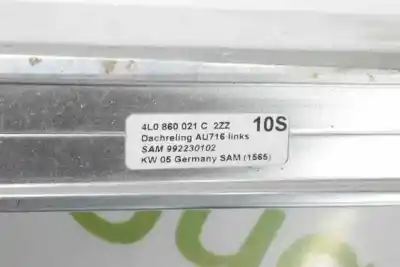 4L0 860 021 C 2ZZ 10S
Dachreling AU716 links
SAM 992230102
KW 05 Germany SAM (1565)